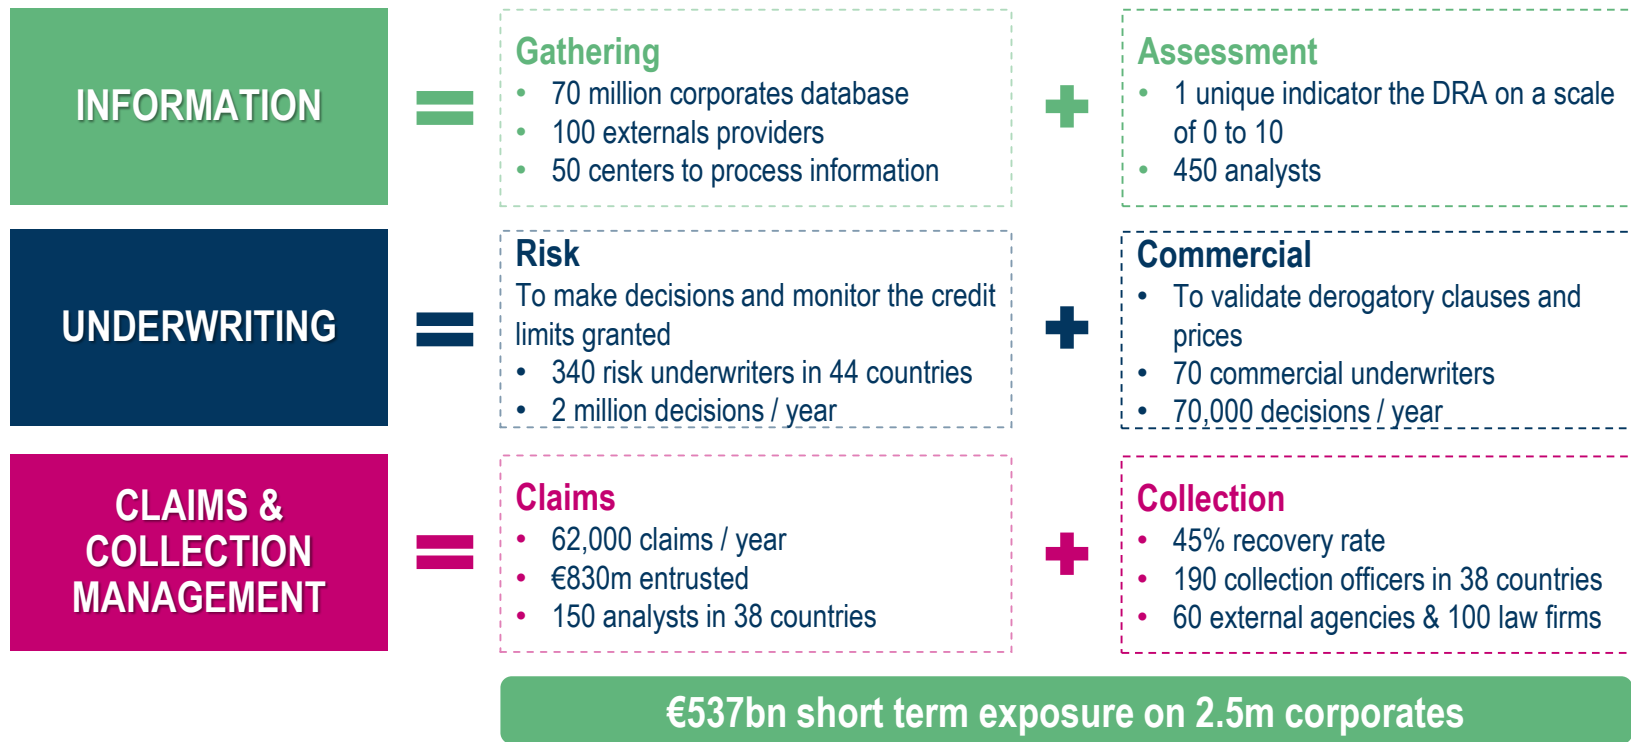 INFORMATION
Gathering
• 70 million corporates database
• 100 externals providers
• 50 centers to process information
Assessment
• 1 unique indicator the DRA on a scale
of 0 to 10
• 450 analysts
UNDERWRITING
Risk
To make decisions and monitor the credit
limits granted
• 340 risk underwriters in 44 countries
• 2 million decisions / year
Commercial
• To validate derogatory clauses and
prices
• 70 commercial underwriters
• 70,000 decisions / year
CLAIMS &
COLLECTION
MANAGEMENT
Claims
• 62,000 claims / year
• €830m entrusted
• 150 analysts in 38 countries
Collection
• 45% recovery rate
• 190 collection officers in 38 countries
• 60 external agencies & 100 law firms
€537bn short term exposure on 2.5m corporates